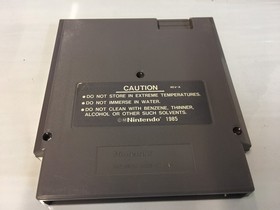 CAUTION
• DO NOT STORE IN EXTREME TEMPERATURES.
• DO NOT IMMERSE IN WATER.
• DO NOT CLEAN WITH BENZENE, THINNER,
ALCOHOL OR OTHER SUCH SOLVENTS.
Nintendo 1985